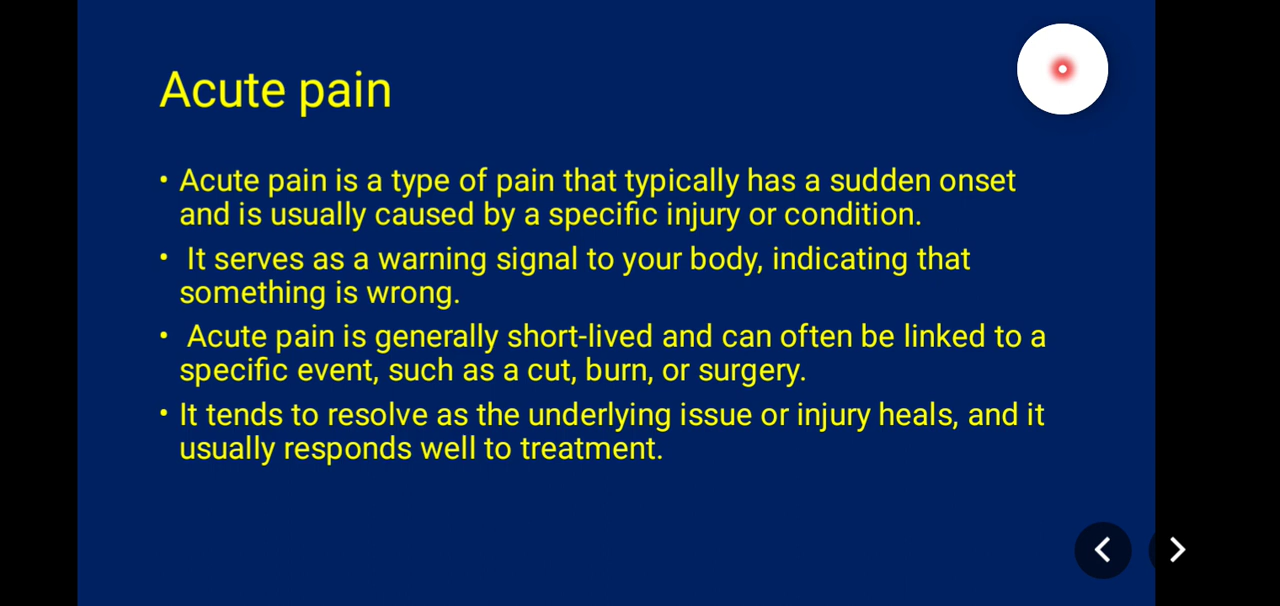 Acute pain
• Acute pain is a type of pain that typically has a sudden onset
and is usually caused by a specific injury or condition.
• It serves as a warning signal to your body, indicating that
something is wrong.
• Acute pain is generally short-lived and can often be linked to a
specific event, such as a cut, burn, or surgery.
• It tends to resolve as the underlying issue or injury heals, and it
usually responds well to treatment.